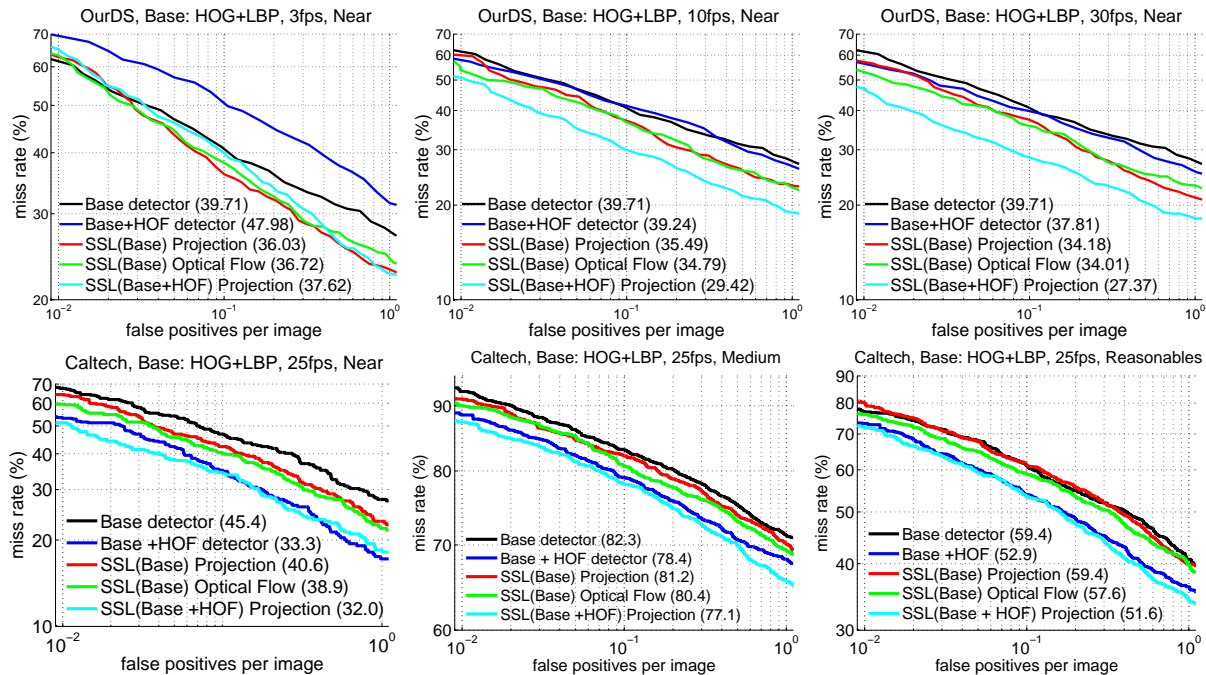 OurDS, Base: HOG+LBP, 3fps, Near
70
60
50
40
30
20
miss rate (%)
Base detector (39.71)
Base+HOF detector (47.98)
SSL(Base) Projection (36.03)
SSL(Base) Optical Flow (36.72)
SSL(Base+HOF) Projection (37.62)
10^-2
10^-1
10^0
false positives per image
OurDS, Base: HOG+LBP, 10fps, Near
70
60
50
40
30
20
10
miss rate (%)
Base detector (39.71)
Base+HOF detector (39.24)
SSL(Base) Projection (35.49)
SSL(Base) Optical Flow (34.79)
SSL(Base+HOF) Projection (29.42)
10^-2
10^-1
10^0
false positives per image
OurDS, Base: HOG+LBP, 30fps, Near
70
60
50
40
30
20
10
miss rate (%)
Base detector (39.71)
Base+HOF detector (37.81)
SSL(Base) Projection (34.18)
SSL(Base) Optical Flow (34.01)
SSL(Base+HOF) Projection (27.37)
10^-2
10^-1
10^0
false positives per image
Caltech, Base: HOG+LBP, 25fps, Near
70
60
50
40
30
20
10
miss rate (%)
Base detector (45.4)
Base +HOF detector (33.3)
SSL(Base) Projection (40.6)
SSL(Base) Optical Flow (38.9)
SSL(Base +HOF) Projection (32.0)
10^-2
10^-1
10^0
false positives per image
Caltech, Base: HOG+LBP, 25fps, Medium
90
80
70
60
miss rate (%)
Base detector (82.3)
Base + HOF detector (78.4)
SSL(Base) Projection (81.2)
SSL(Base) Optical Flow (80.4)
SSL(Base +HOF) Projection (77.1)
10^-2
10^-1
10^0
false positives per image
Caltech, Base: HOG+LBP, 25fps, Reasonables
90
80
70
60
50
40
30
miss rate (%)
Base detector (59.4)
Base +HOF (52.9)
SSL(Base) Projection (59.4)
SSL(Base) Optical Flow (57.6)
SSL(Base + HOF) Projection (51.6)
10^-2
10^-1
10^0
false positives per image